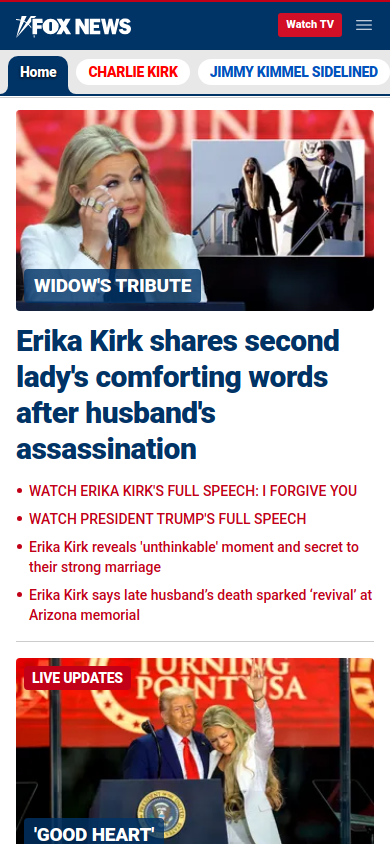 FOX NEWS
Watch TV
Home
CHARLIE KIRK
JIMMY KIMMEL SIDELINED
POINT
WIDOW'S TRIBUTE
Erika Kirk shares second
lady's comforting words
after husband's
assassination
WATCH ERIKA KIRK'S FULL SPEECH: I FORGIVE YOU
WATCH PRESIDENT TRUMP'S FULL SPEECH
Erika Kirk reveals 'unthinkable' moment and secret to
their strong marriage
Erika Kirk says late husband’s death sparked ‘revival’ at
Arizona memorial
TURNING
LIVE UPDATES
POINT USA
'GOOD HEART'